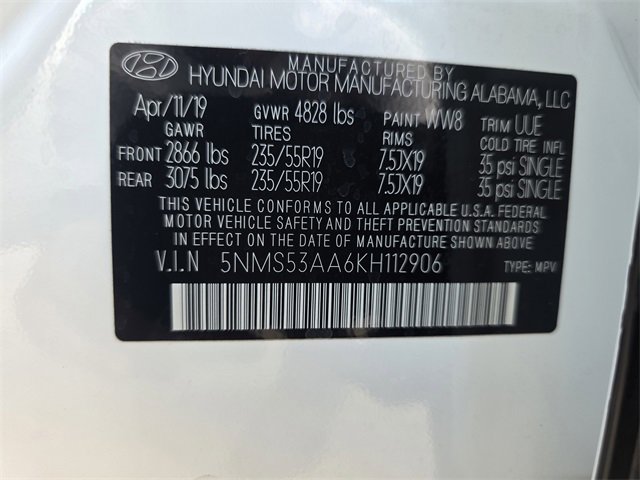 MANUFACTURED BY
HYUNDAI MOTOR MANUFACTURING ALABAMA, LLC
Apr/11/19 GVWR 4828 lbs PAINT WW8 TRIM UUE
GAWR TIRES RIMS COLD TIRE INFL
FRONT 2866 lbs 235/55R19 7.5JX19 35 psi SINGLE
REAR 3075 lbs 235/55R19 7.5JX19 35 psi SINGLE
THIS VEHICLE CONFORMS TO ALL APPLICABLE U.S.A. FEDERAL
MOTOR VEHICLE SAFETY AND THEFT PREVENTION STANDARDS
IN EFFECT ON THE DATE OF MANUFACTURE SHOWN ABOVE.
V.I.N 5NMS53AA6KH112906 TYPE: MPV